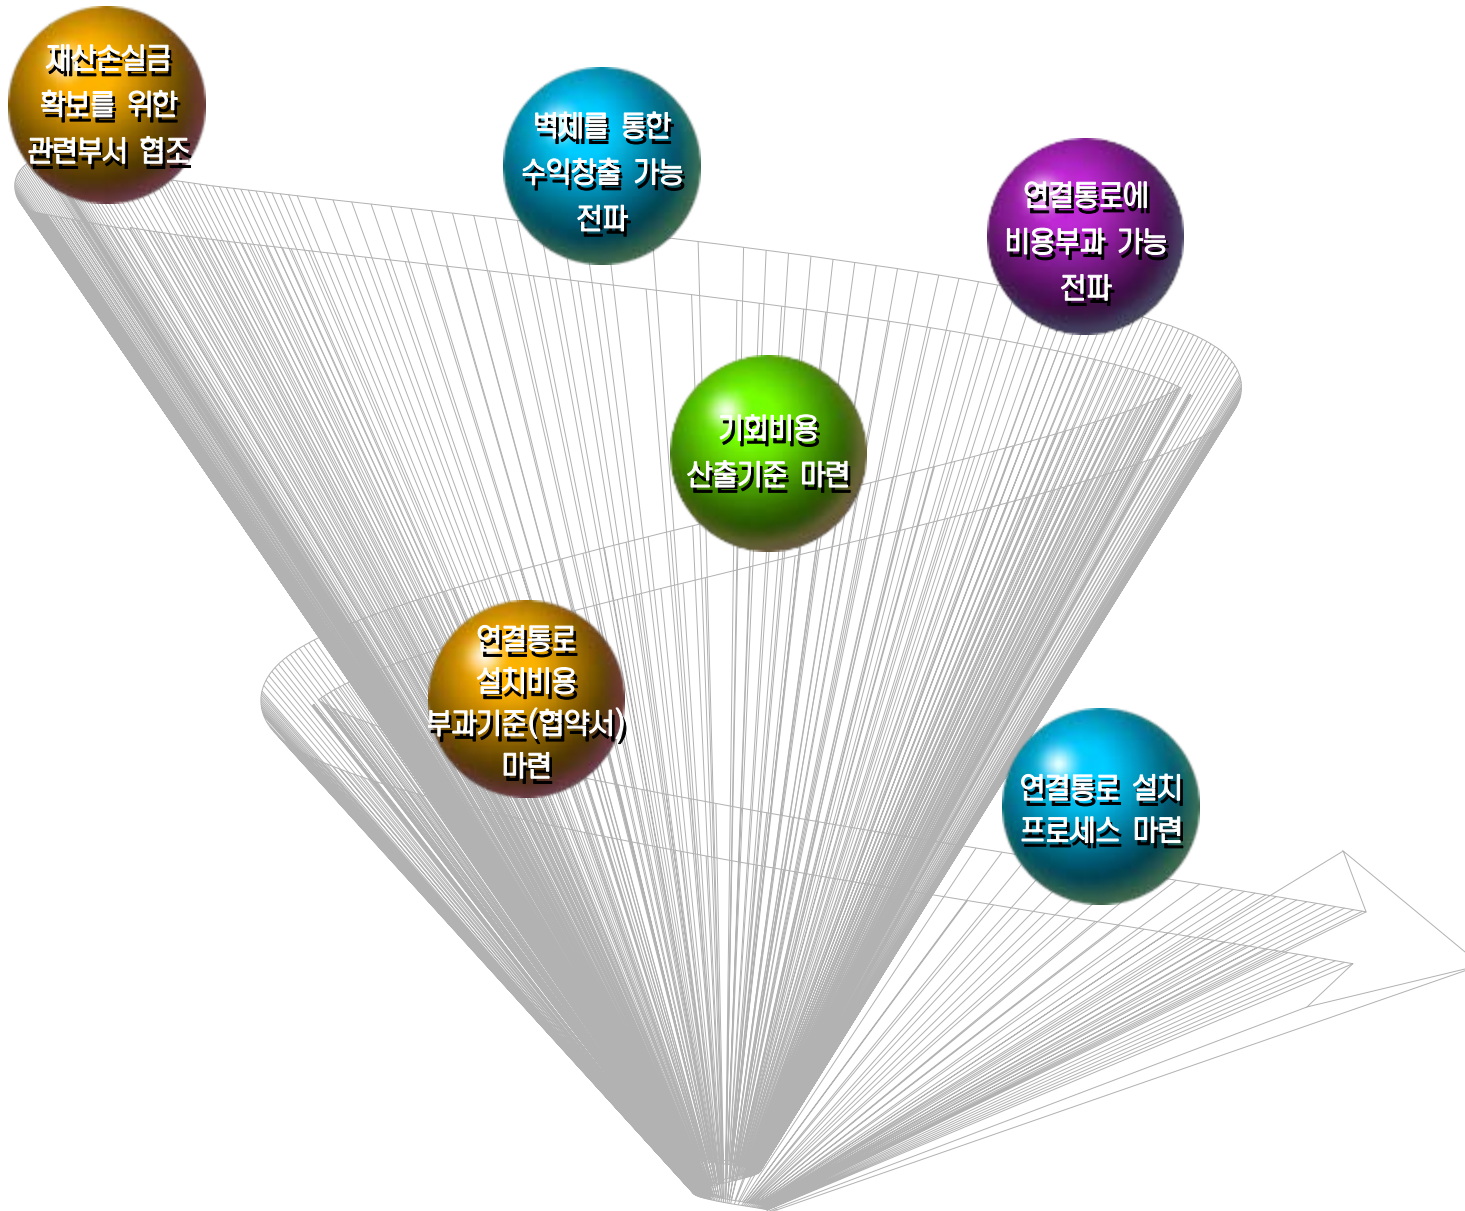 재산손실금
확보를 위한
관련부서 협조
벽체를 통한
수익창출 가능
전파
연결통로에
비용부과 가능
전파
기회비용
산출기준 마련
연결통로
설치비용
부과기준(협약서)
마련
연결통로 설치
프로세스 마련